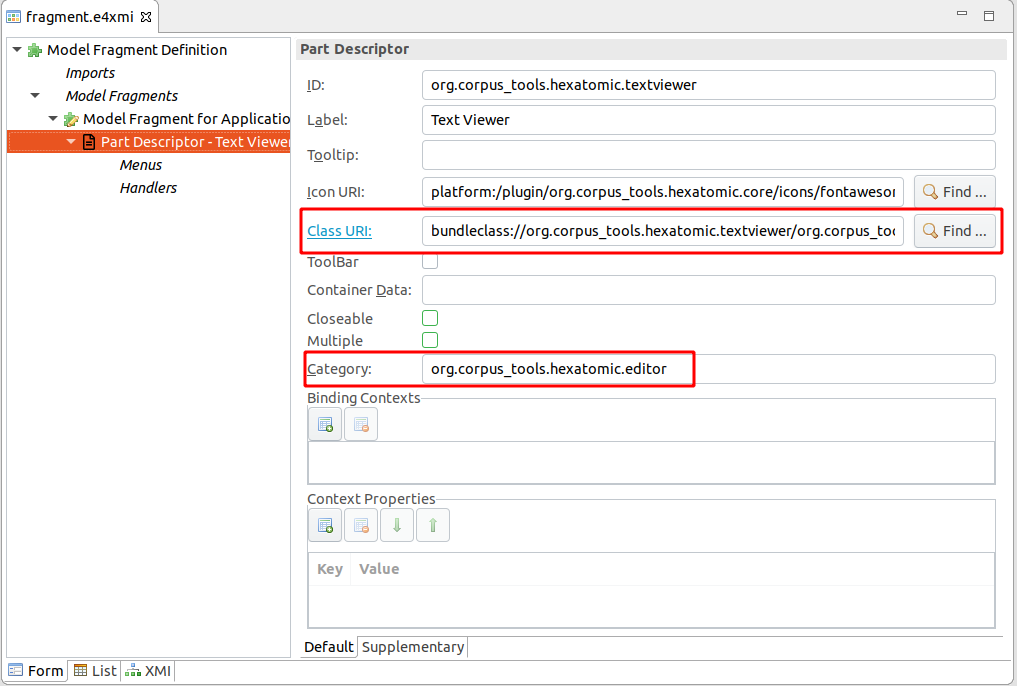 fragment.e4xmi
Model Fragment Definition
Imports
Model Fragments
Model Fragment for Applicatio
Part Descriptor - Text Viewer
Menus
Handlers
Part Descriptor
ID: org.corpus_tools.hexatomic.textviewer
Label: Text Viewer
Tooltip:
Icon URI: platform:/plugin/org.corpus_tools.hexatomic.core/icons/fontawesor Find ...
Class URI: bundleclass://org.corpus_tools.hexatomic.textviewer/org.corpus_too Find ...
ToolBar
Container Data:
Closeable
Multiple
Category: org.corpus_tools.hexatomic.editor
Binding Contexts
Context Properties
Key Value
Default Supplementary
Form List XMI